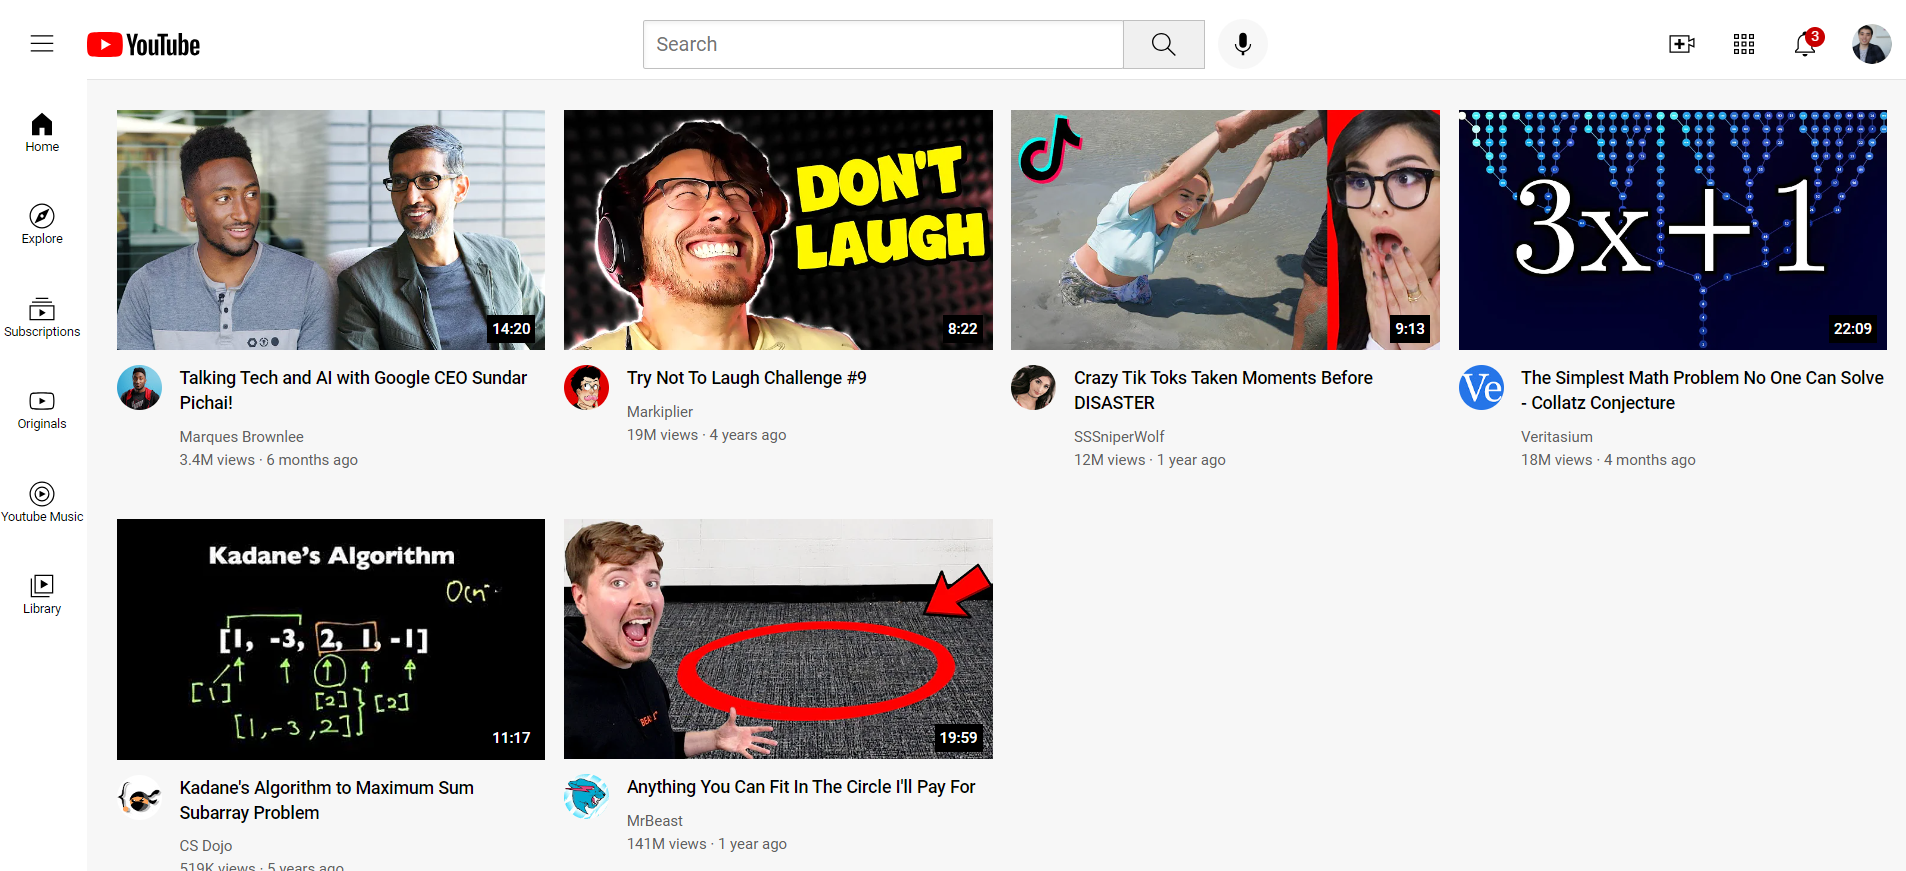 YouTube
Search
3
Home
Explore
Subscriptions
Originals
Youtube Music
Library
14:20
Talking Tech and AI with Google CEO Sundar
Pichai!
Marques Brownlee
3.4M views · 6 months ago
DON'T
LAUGH
8:22
Try Not To Laugh Challenge #9
Markiplier
19M views · 4 years ago
9:13
Crazy Tik Toks Taken Moments Before
DISASTER
SSSniperWolf
12M views · 1 year ago
3x+1
22:09
Ve
The Simplest Math Problem No One Can Solve
- Collatz Conjecture
Veritasium
18M views · 4 months ago
Kadane's Algorithm
[1, -3, 2, 1, -1]
[1]
[2]
[2]
[1,-3,2]
11:17
Kadane's Algorithm to Maximum Sum
Subarray Problem
CS Dojo
519K views · 5 years ago
19:59
Anything You Can Fit In The Circle I'll Pay For
MrBeast
141M views · 1 year ago